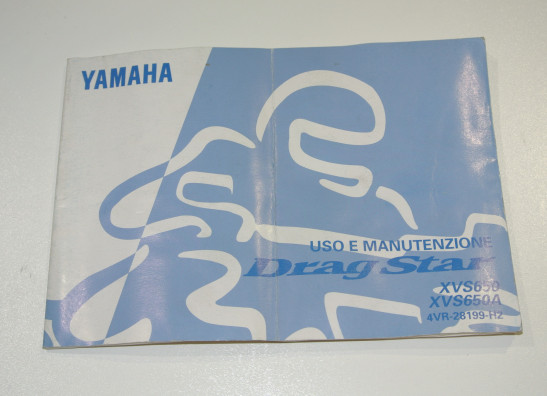 YAMAHA
USO E MANUTENZIONE
Drag Star
XVS650
XVS650A
4VR-28199-H2